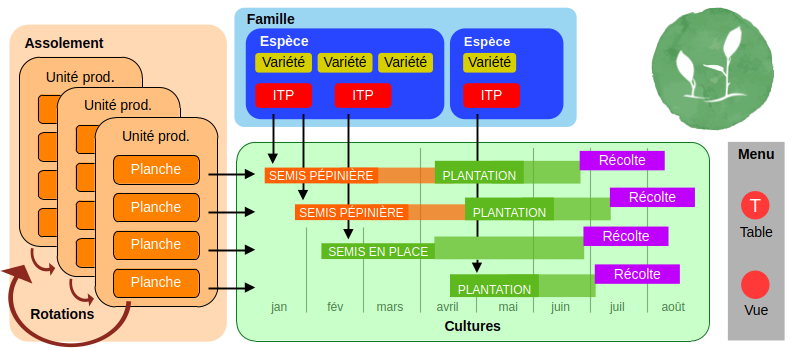 Assolement
Unité prod.
Unité prod.
Unité prod.
Planche
Planche
Planche
Planche
Rotations
Famille
Espèce
Variété Variété Variété
ITP ITP
Espèce
Variété
ITP
SEMIS PÉPINIÈRE PLANTATION Récolte
SEMIS PÉPINIÈRE PLANTATION Récolte
SEMIS EN PLACE Récolte
PLANTATION Récolte
jan fév mars avril mai juin juil août
Cultures
Menu
T
Table
Vue